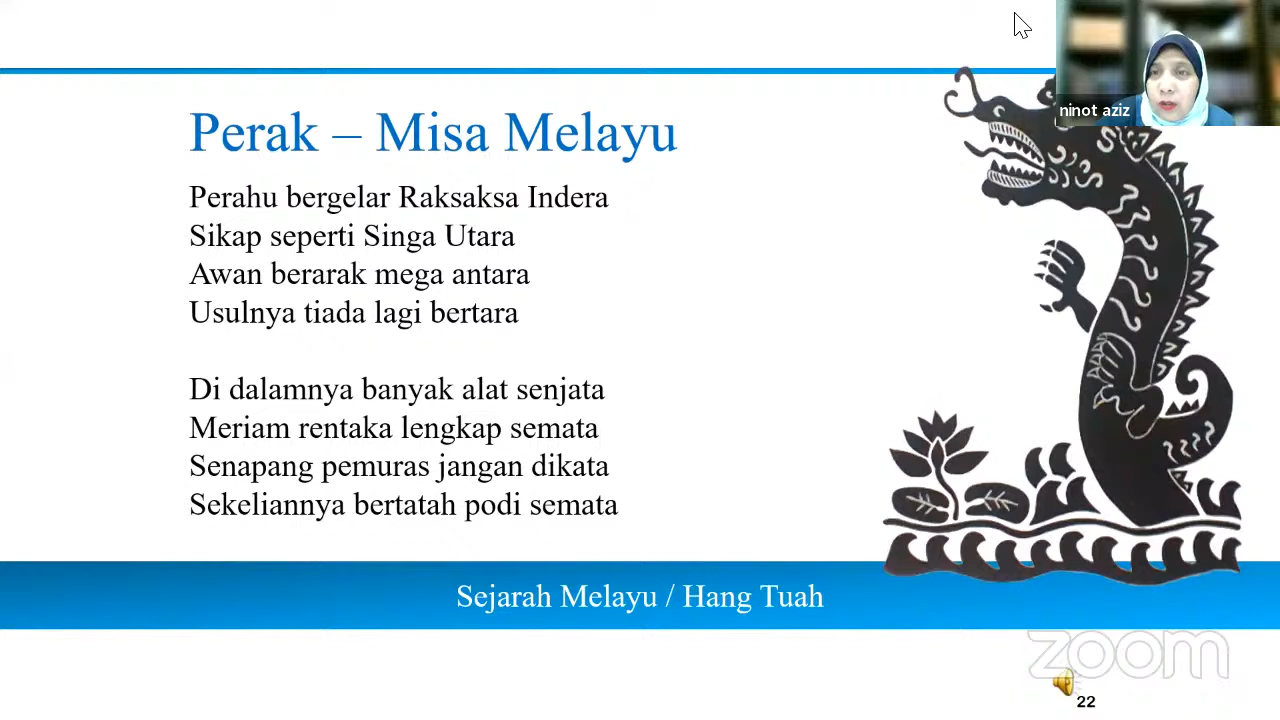 ninot aziz
Perak – Misa Melayu
Perahu bergelar Raksaksa Indera
Sikap seperti Singa Utara
Awan berarak mega antara
Usulnya tiada lagi bertara
Di dalamnya banyak alat senjata
Meriam rentaka lengkap semata
Senapang pemuras jangan dikata
Sekeliannya bertatah podi semata
Sejarah Melayu / Hang Tuah
zoom
22